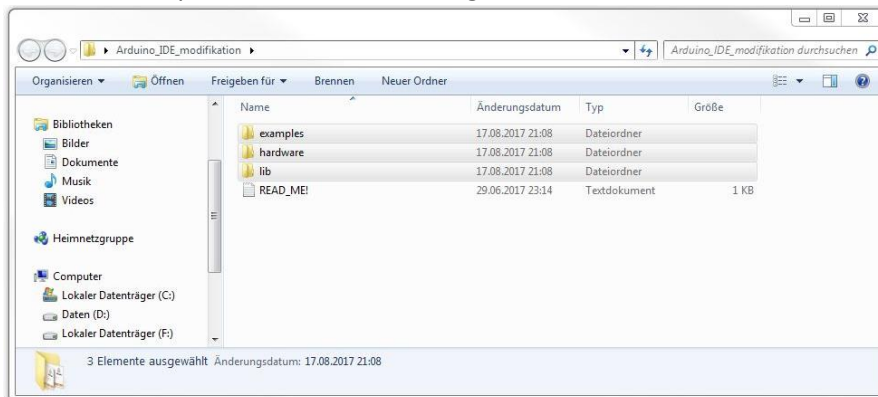 Arduino_IDE_modifikation
Arduino_IDE_modifikation durchsuchen
Organisieren
Öffnen
Freigeben für
Brennen
Neuer Ordner
Name
Änderungsdatum
Typ
Größe
Bibliotheken
Bilder
Dokumente
Musik
Videos
Heimnetzgruppe
Computer
Lokaler Datenträger (C:)
Daten (D:)
Lokaler Datenträger (F:)
examples 17.08.2017 21:08 Dateiordner
hardware 17.08.2017 21:08 Dateiordner
lib 17.08.2017 21:08 Dateiordner
READ_ME! 29.06.2017 23:14 Textdokument 1 KB
3 Elemente ausgewählt Änderungsdatum: 17.08.2017 21:08